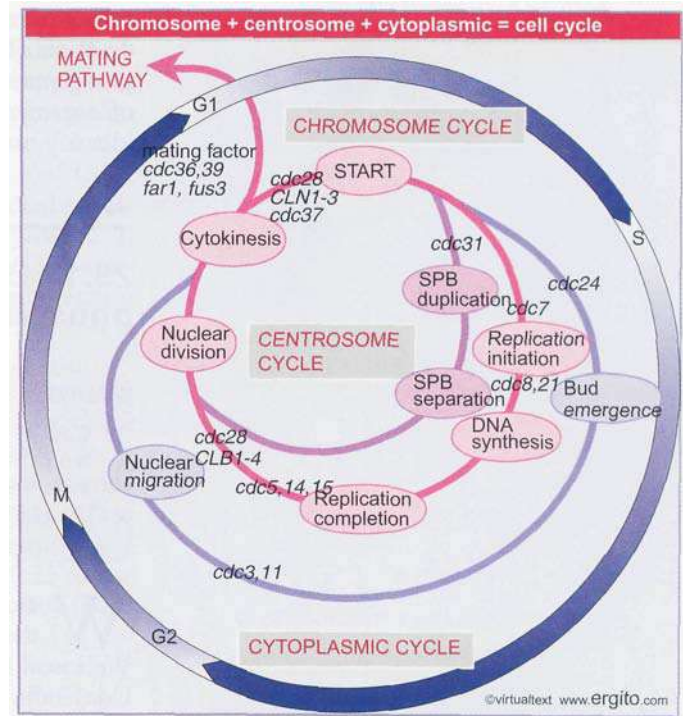 Chromosome + centrosome + cytoplasmic = cell cycle
MATING
PATHWAY
G1
CHROMOSOME CYCLE
mating factor
cdc36,39
far1, fus3
cdc28
CLN1-3
cdc37
START
Cytokinesis
S
cdc31
cdc24
SPB
duplication
cdc7
Nuclear
division
CENTROSOME
CYCLE
Replication
initiation
SPB
separation
cdc8,21
Bud
emergence
DNA
synthesis
cdc28
CLB1-4
Nuclear
migration
cdc5,14,15
Replication
completion
M
cdc3,11
G2
CYTOPLASMIC CYCLE
©virtualtext www.ergito.com